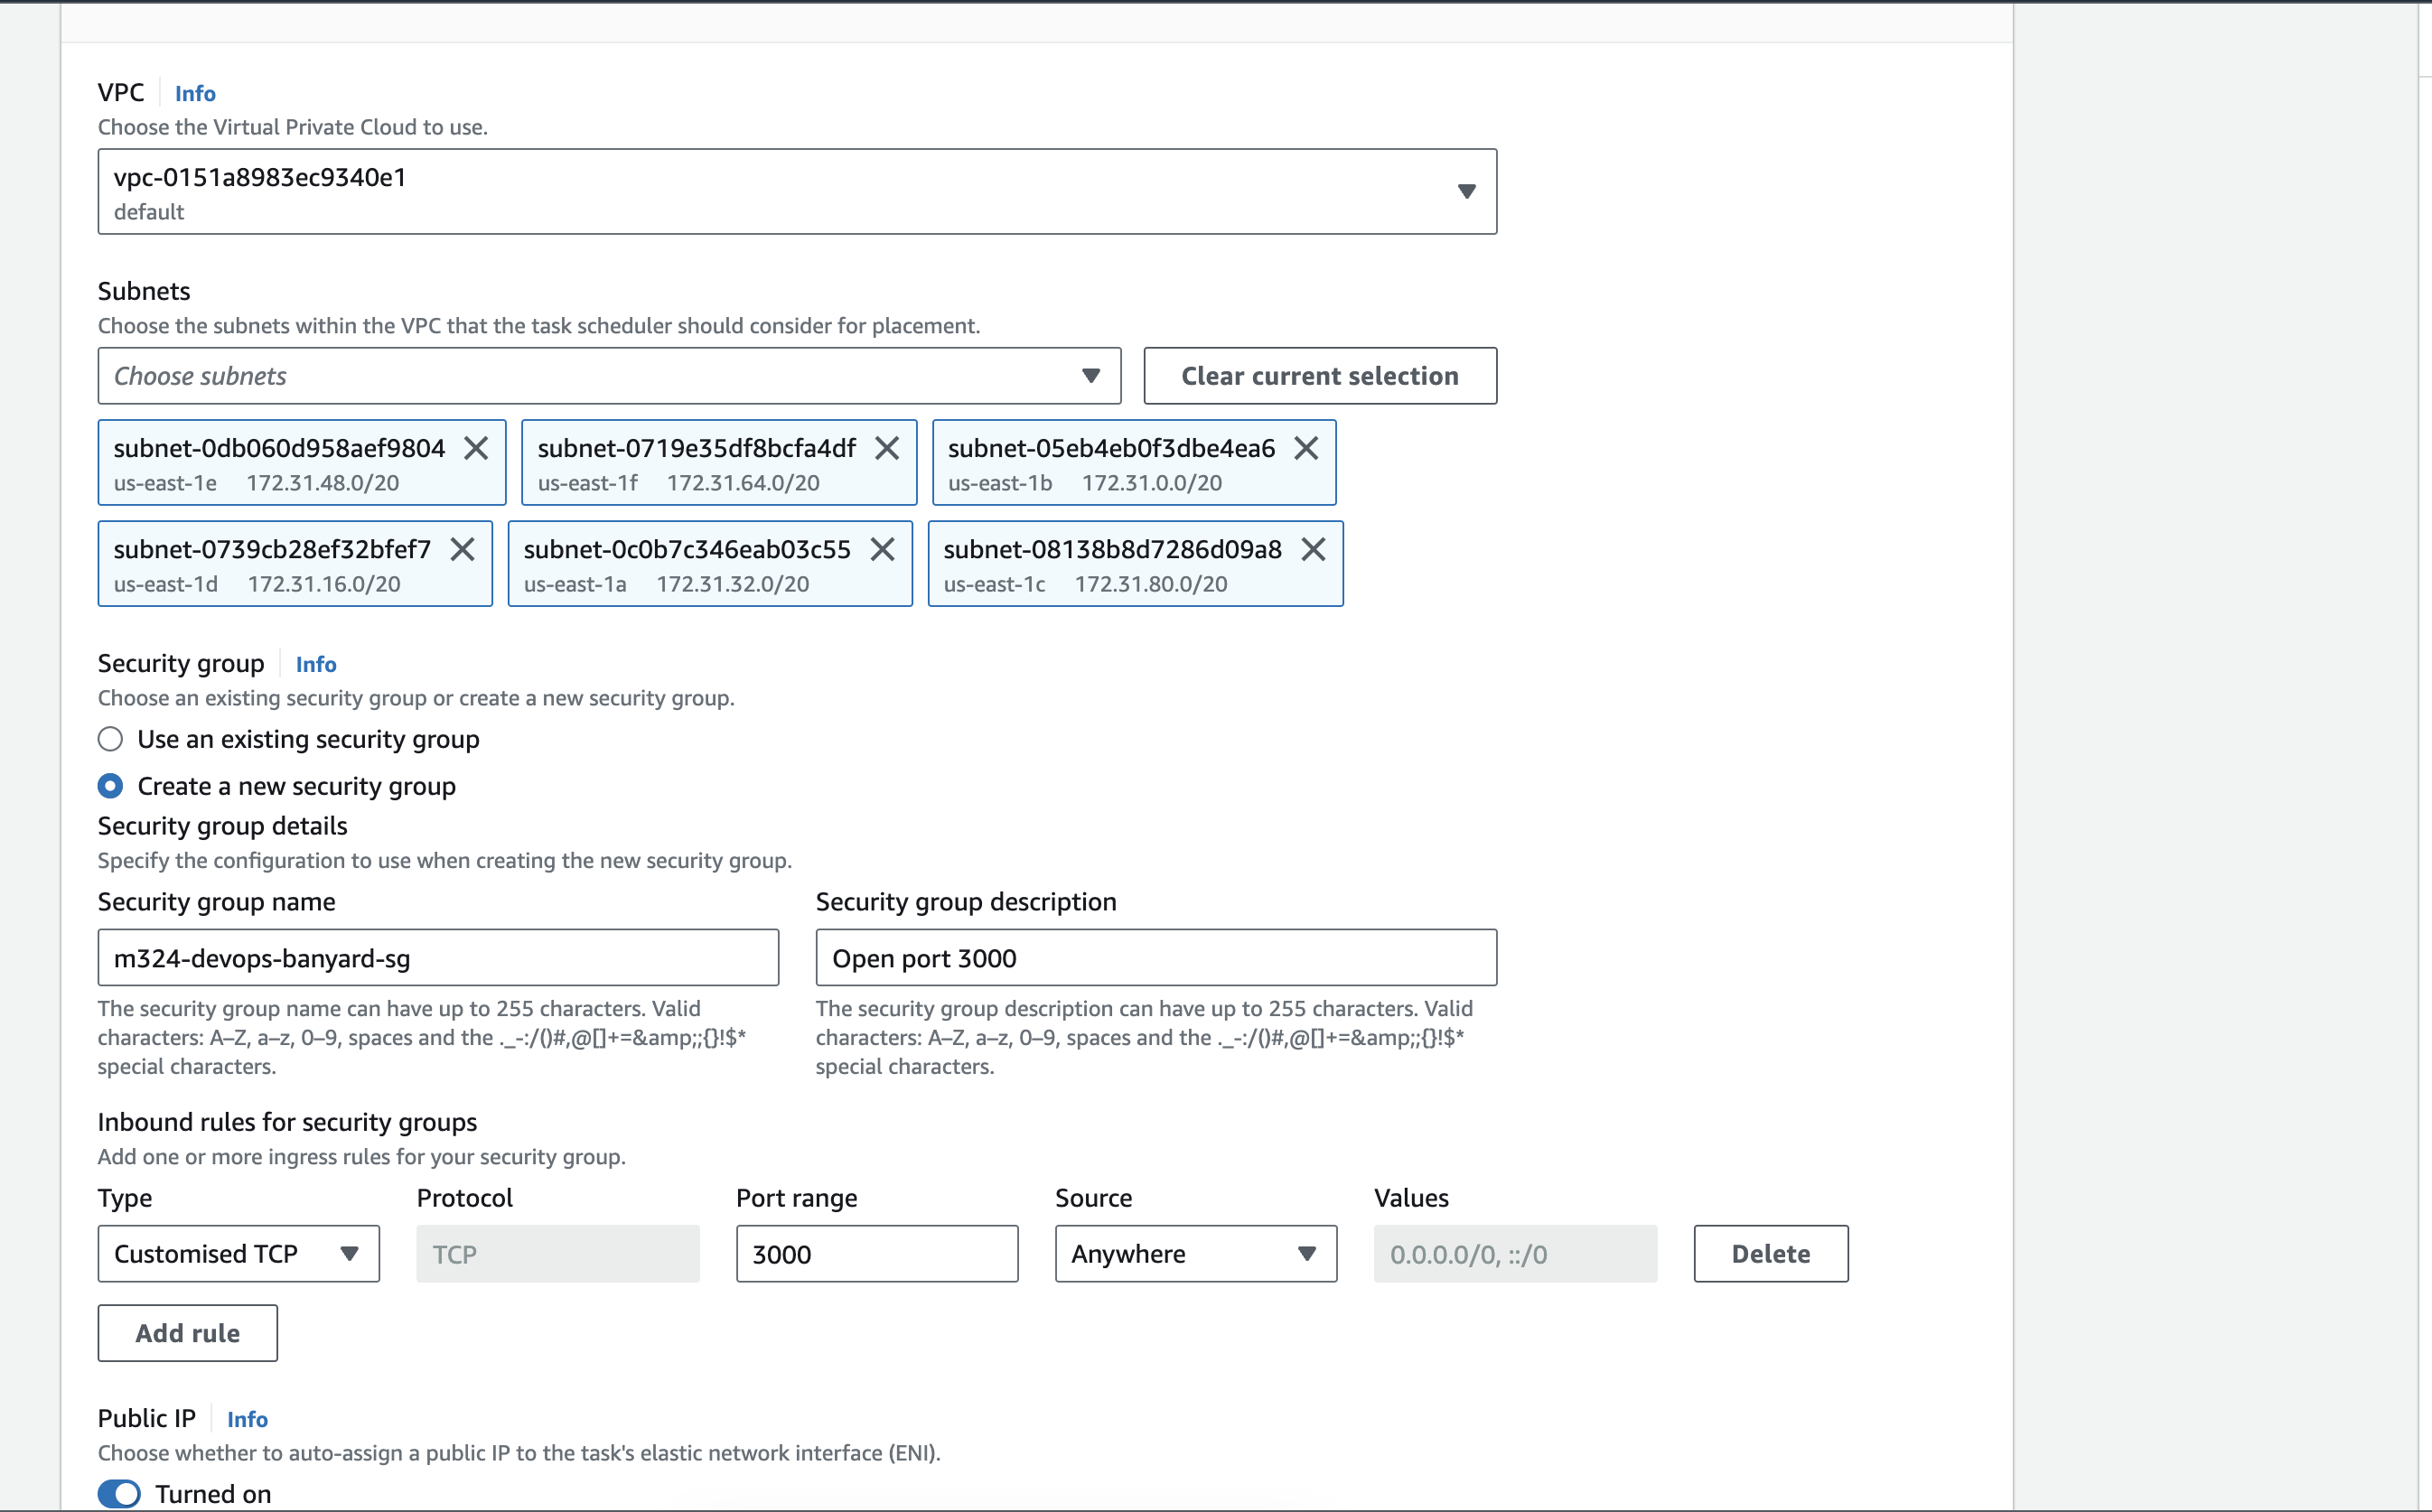 VPC Info
Choose the Virtual Private Cloud to use.
vpc-0151a8983ec9340e1
default
Subnets
Choose the subnets within the VPC that the task scheduler should consider for placement.
Choose subnets Clear current selection
subnet-0db060d958aef9804 subnet-0719e35df8bcfa4df subnet-05eb4eb0f3dbe4ea6
us-east-1e 172.31.48.0/20 us-east-1f 172.31.64.0/20 us-east-1b 172.31.0.0/20
subnet-0739cb28ef32bfef7 subnet-0c0b7c346eab03c55 subnet-08138b8d7286d09a8
us-east-1d 172.31.16.0/20 us-east-1a 172.31.32.0/20 us-east-1c 172.31.80.0/20
Security group Info
Choose an existing security group or create a new security group.
Use an existing security group
Create a new security group
Security group details
Specify the configuration to use when creating the new security group.
Security group name Security group description
m324-devops-banyard-sg Open port 3000
The security group name can have up to 255 characters. Valid The security group description can have up to 255 characters. Valid
characters: A–Z, a–z, 0–9, spaces and the ._-:/()#,@[]+=&amp;;{}!$* characters: A–Z, a–z, 0–9, spaces and the ._-:/()#,@[]+=&amp;;{}!$*
special characters. special characters.
Inbound rules for security groups
Add one or more ingress rules for your security group.
Type Protocol Port range Source Values
Customised TCP TCP 3000 Anywhere 0.0.0.0/0, ::/0 Delete
Add rule
Public IP Info
Choose whether to auto-assign a public IP to the task's elastic network interface (ENI).
Turned on